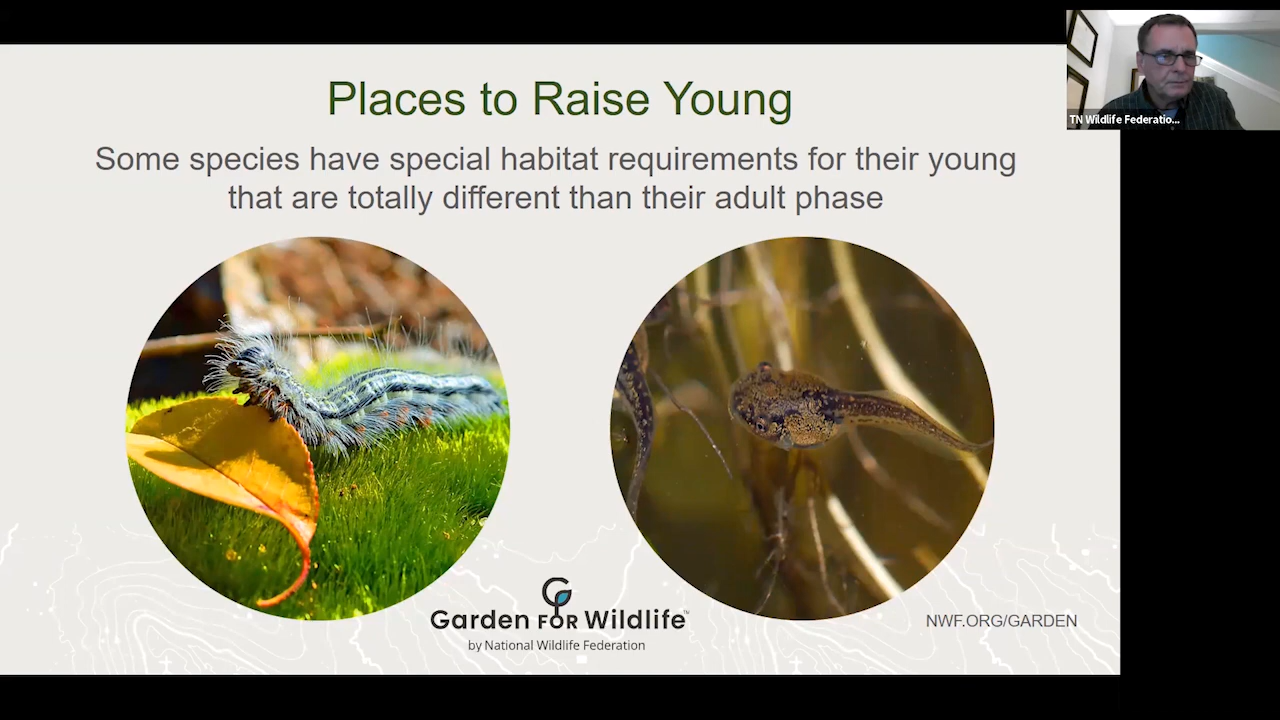 Places to Raise Young
TN Wildlife Federatio...
Some species have special habitat requirements for their young
that are totally different than their adult phase
Garden FOR Wildlife™
by National Wildlife Federation
NWF.ORG/GARDEN